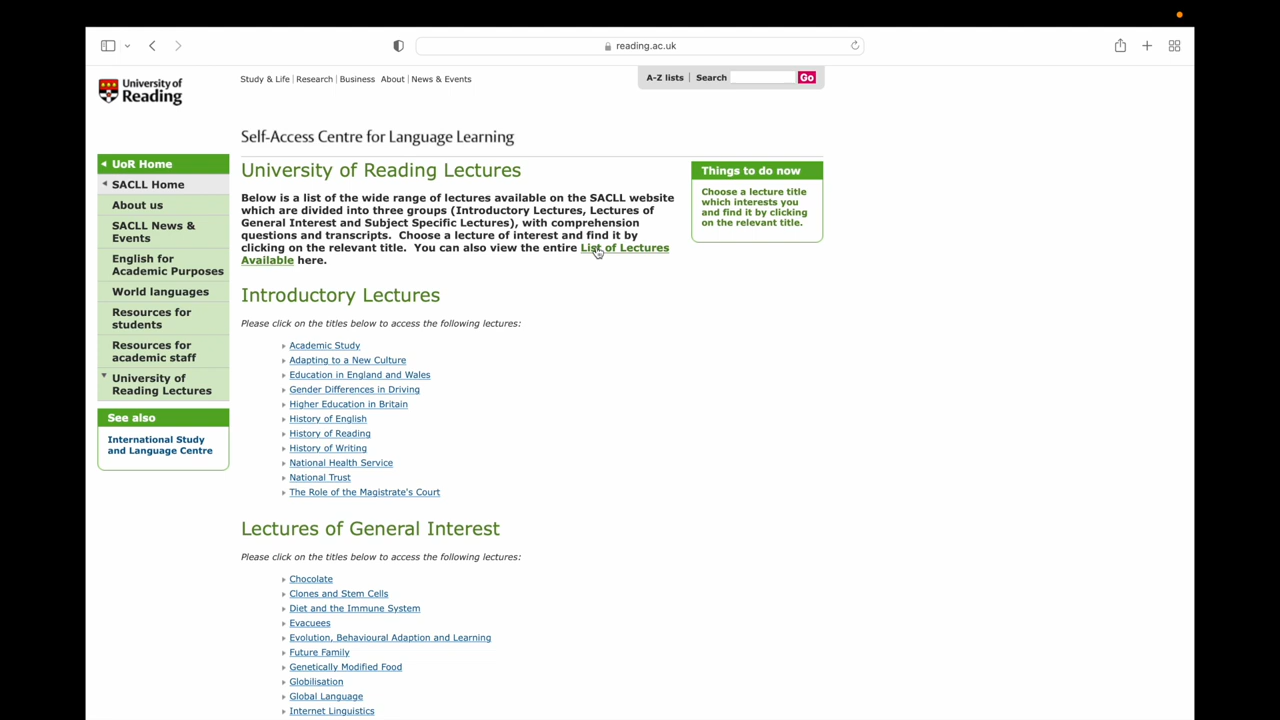 reading.ac.uk
University of
Reading
Study & Life | Research | Business About | News & Events
A-Z lists | Search Go
Self-Access Centre for Language Learning
UoR Home
SACLL Home
About us
SACLL News &
Events
English for
Academic Purposes
World languages
Resources for
students
Resources for
academic staff
University of
Reading Lectures
See also
International Study
and Language Centre
University of Reading Lectures
Below is a list of the wide range of lectures available on the SACLL website
which are divided into three groups (Introductory Lectures, Lectures of
General Interest and Subject Specific Lectures), with comprehension
questions and transcripts. Choose a lecture of interest and find it by
clicking on the relevant title. You can also view the entire List of Lectures
Available here.
Things to do now
Choose a lecture title
which interests you
and find it by clicking
on the relevant title.
Introductory Lectures
Please click on the titles below to access the following lectures:
Academic Study
Adapting to a New Culture
Education in England and Wales
Gender Differences in Driving
Higher Education in Britain
History of English
History of Reading
History of Writing
National Health Service
National Trust
The Role of the Magistrate's Court
Lectures of General Interest
Please click on the titles below to access the following lectures:
Chocolate
Clones and Stem Cells
Diet and the Immune System
Evacuees
Evolution, Behavioural Adaption and Learning
Future Family
Genetically Modified Food
Globilisation
Global Language
Internet Linguistics